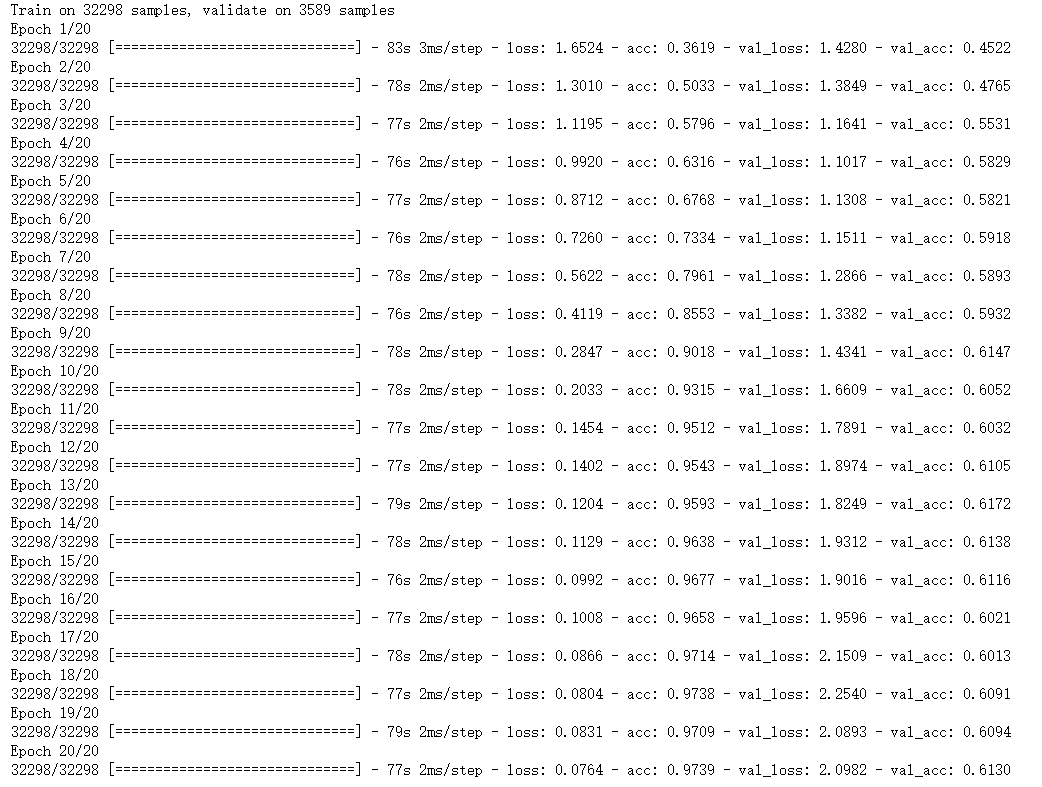 Train on 32298 samples, validate on 3589 samples
Epoch 1/20
32298/32298 [==============================] - 83s 3ms/step - loss: 1.6524 - acc: 0.3619 - val_loss: 1.4280 - val_acc: 0.4522
Epoch 2/20
32298/32298 [==============================] - 78s 2ms/step - loss: 1.3010 - acc: 0.5033 - val_loss: 1.3849 - val_acc: 0.4765
Epoch 3/20
32298/32298 [==============================] - 77s 2ms/step - loss: 1.1195 - acc: 0.5796 - val_loss: 1.1641 - val_acc: 0.5531
Epoch 4/20
32298/32298 [==============================] - 76s 2ms/step - loss: 0.9920 - acc: 0.6316 - val_loss: 1.1017 - val_acc: 0.5829
Epoch 5/20
32298/32298 [==============================] - 77s 2ms/step - loss: 0.8712 - acc: 0.6768 - val_loss: 1.1308 - val_acc: 0.5821
Epoch 6/20
32298/32298 [==============================] - 76s 2ms/step - loss: 0.7260 - acc: 0.7334 - val_loss: 1.1511 - val_acc: 0.5918
Epoch 7/20
32298/32298 [==============================] - 78s 2ms/step - loss: 0.5622 - acc: 0.7961 - val_loss: 1.2866 - val_acc: 0.5893
Epoch 8/20
32298/32298 [==============================] - 76s 2ms/step - loss: 0.4119 - acc: 0.8553 - val_loss: 1.3382 - val_acc: 0.5932
Epoch 9/20
32298/32298 [==============================] - 78s 2ms/step - loss: 0.2847 - acc: 0.9018 - val_loss: 1.4341 - val_acc: 0.6147
Epoch 10/20
32298/32298 [==============================] - 78s 2ms/step - loss: 0.2033 - acc: 0.9315 - val_loss: 1.6609 - val_acc: 0.6052
Epoch 11/20
32298/32298 [==============================] - 77s 2ms/step - loss: 0.1454 - acc: 0.9512 - val_loss: 1.7891 - val_acc: 0.6032
Epoch 12/20
32298/32298 [==============================] - 77s 2ms/step - loss: 0.1402 - acc: 0.9543 - val_loss: 1.8974 - val_acc: 0.6105
Epoch 13/20
32298/32298 [==============================] - 79s 2ms/step - loss: 0.1204 - acc: 0.9593 - val_loss: 1.8249 - val_acc: 0.6172
Epoch 14/20
32298/32298 [==============================] - 78s 2ms/step - loss: 0.1129 - acc: 0.9638 - val_loss: 1.9312 - val_acc: 0.6138
Epoch 15/20
32298/32298 [==============================] - 76s 2ms/step - loss: 0.0992 - acc: 0.9677 - val_loss: 1.9016 - val_acc: 0.6116
Epoch 16/20
32298/32298 [==============================] - 77s 2ms/step - loss: 0.1008 - acc: 0.9658 - val_loss: 1.9596 - val_acc: 0.6021
Epoch 17/20
32298/32298 [==============================] - 78s 2ms/step - loss: 0.0866 - acc: 0.9714 - val_loss: 2.1509 - val_acc: 0.6013
Epoch 18/20
32298/32298 [==============================] - 77s 2ms/step - loss: 0.0804 - acc: 0.9738 - val_loss: 2.2540 - val_acc: 0.6091
Epoch 19/20
32298/32298 [==============================] - 79s 2ms/step - loss: 0.0831 - acc: 0.9709 - val_loss: 2.0893 - val_acc: 0.6094
Epoch 20/20
32298/32298 [==============================] - 77s 2ms/step - loss: 0.0764 - acc: 0.9739 - val_loss: 2.0982 - val_acc: 0.6130